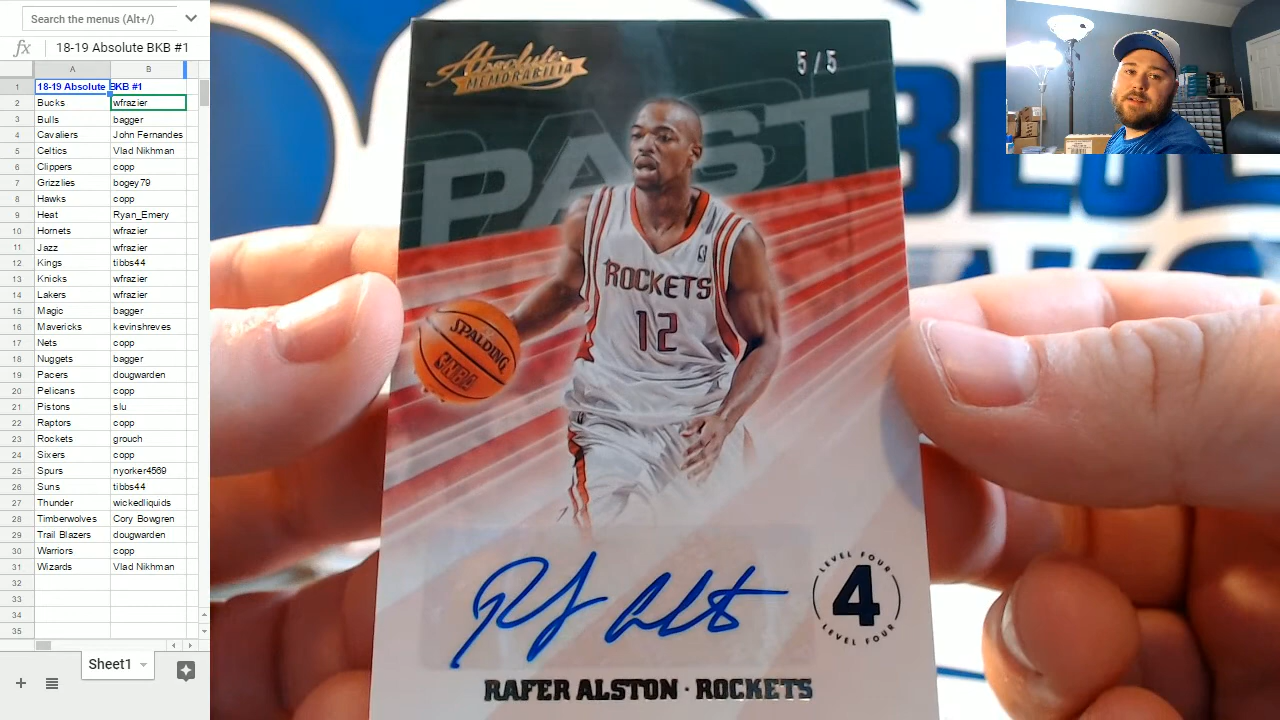 Search the menus (Alt+/)
fx 18-19 Absolute BKB #1
A B
1 18-19 Absolute BKB #1
2 Bucks wfrazier
3 Bulls bagger
4 Cavaliers John Fernandes
5 Celtics Vlad Nikhman
6 Clippers copp
7 Grizzlies bogey79
8 Hawks copp
9 Heat Ryan_Emery
10 Hornets wfrazier
11 Jazz wfrazier
12 Kings tibbs44
13 Knicks wfrazier
14 Lakers wfrazier
15 Magic bagger
16 Mavericks kevinshreves
17 Nets copp
18 Nuggets bagger
19 Pacers dougwarden
20 Pelicans copp
21 Pistons slu
22 Raptors copp
23 Rockets grouch
24 Sixers copp
25 Spurs nyorker4569
26 Suns tibbs44
27 Thunder wickedliquids
28 Timberwolves Cory Bowgren
29 Trail Blazers dougwarden
30 Warriors copp
31 Wizards Vlad Nikhman
32
33
34
35
Sheet1
Absolute
MEMORABILIA
5/5
PAST
ROCKETS
12
SPALDING
NBA
LEVEL FOUR
4
LEVEL FOUR
RAFER ALSTON · ROCKETS